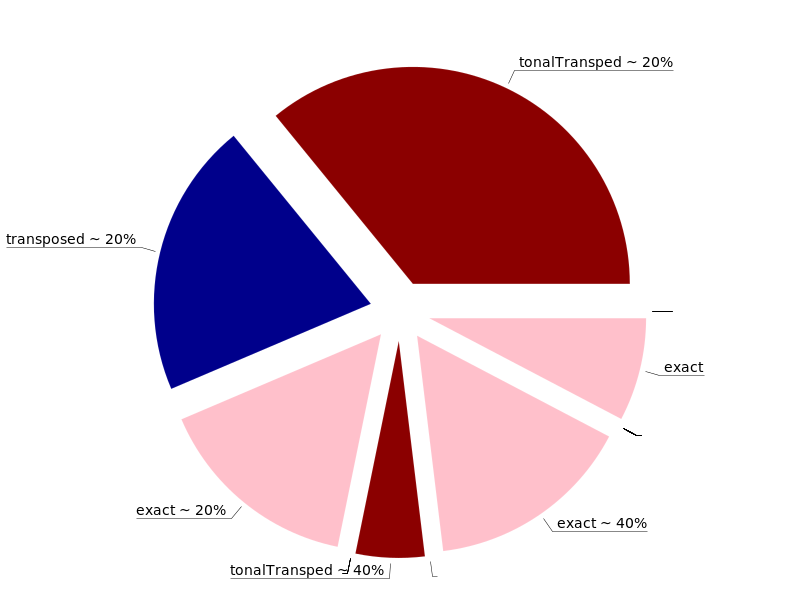 tonalTransped ~ 20%
transposed ~ 20%
exact
exact ~ 20%
exact ~ 40%
tonalTransped ~ 40%